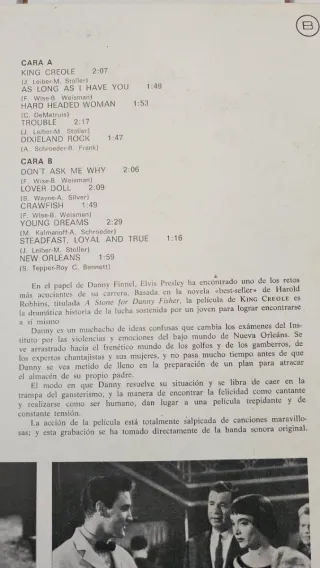 B
CARA A
KING CREOLE 2:07
(J. Leiber-M. Stoller)
AS LONG AS I HAVE YOU 1:48
(F. Wise-B. Weisman)
HARD HEADED WOMAN 1:53
(C. DeMetruis)
TROUBLE 2:17
(J. Leiber-M. Stoller)
DIXIELAND ROCK 1:47
(A. Schroeder-R. Frank)
CARA B
DON'T ASK ME WHY 2:06
(F. Wise-B. Weisman)
LOVER DOLL 2:09
(S. Wayne-A. Silver)
CRAWFISH 1:49
(F. Wise-B. Weisman)
YOUNG DREAMS 2:29
(M. Kalmanoff-A. Schroeder)
STEADFAST, LOYAL AND TRUE 1:16
(J. Leiber-M. Stoller)
NEW ORLEANS 1:59
(S. Tepper-Roy C. Bennett)
En el papel de Danny Finnel, Elvis Presley ha encontrado uno de los retos
más acuciantes de su carrera. Basada en la novela «best-seller» de Harold
Robbins, titulada A Stone for Danny Fisher, la película de KING CREOLE es
la dramática historia de la lucha sostenida por un joven para lograr encontrarse
a sí mismo
Danny es un muchacho de ideas confusas que cambia los exámenes del Ins-
tituto por las violencias y emociones del bajo mundo de Nueva Orleáns. Se
ve arrastrado hacia el frenético mundo de los golfos y de los gamberros, de
los expertos chantajistas y sus mujeres, y no pasa mucho tiempo antes de que
Danny se vea metido de lleno en la preparación de un plan para atracar
el almacén de su propio padre.
El modo en que Danny resuelve su situación y se libra de caer en la
trampa del gansterismo, y la manera de encontrar la felicidad como cantante
y realizarse como ser humano, dan lugar a una película trepidante y de
constante tensión.
La acción de la película está totalmente salpicada de canciones maravillo-
sas; y esta grabación se ha tomado directamente de la banda sonora original.